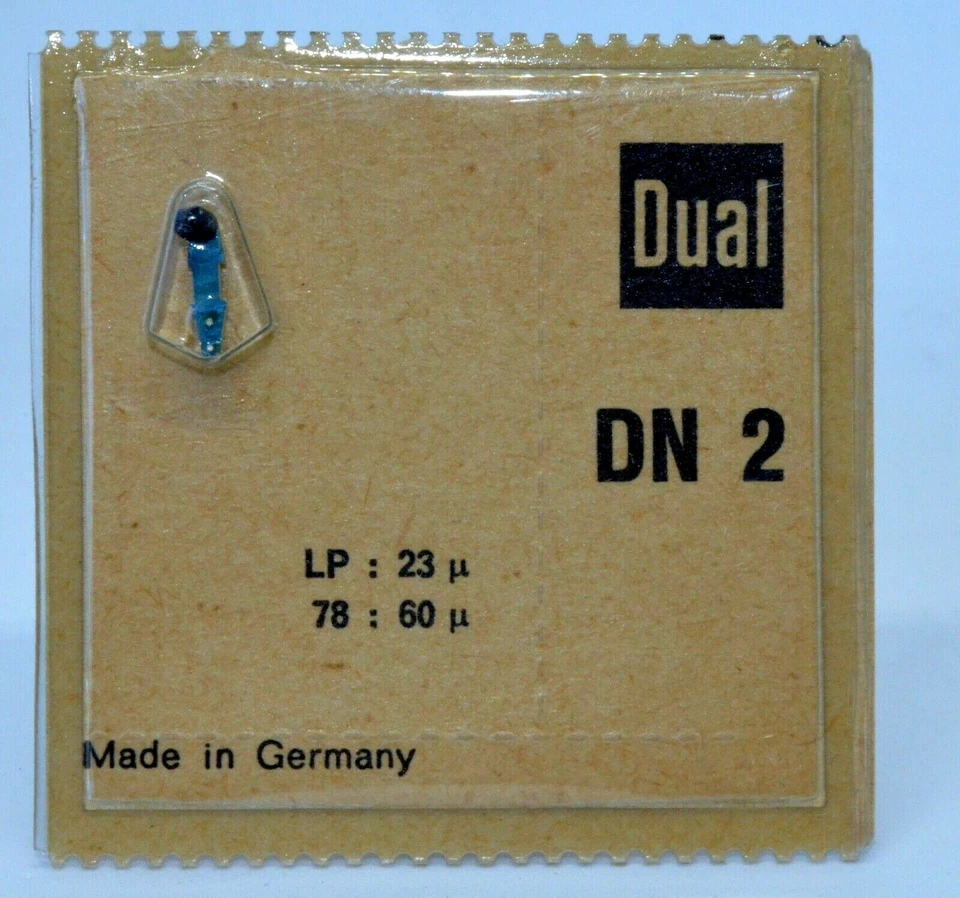 Dual
DN 2
LP : 23 µ
78 : 60 µ
Made in Germany